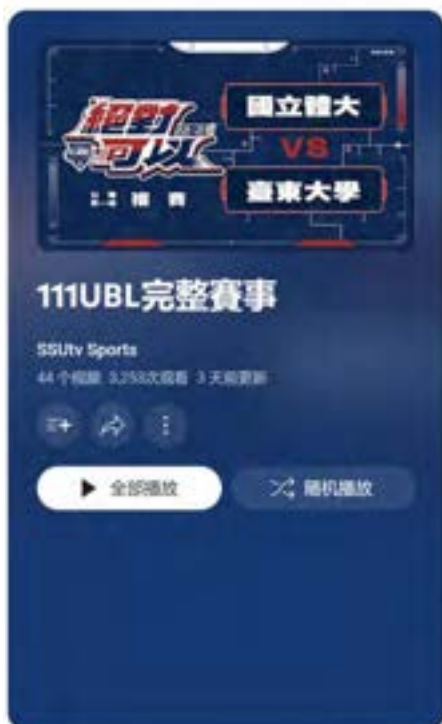 絕對
可以
國立體大
VS
臺東大學
111UBL完整賽事
SSUtv Sports
44 个视频 3,253次观看 3 天前更新
全部播放
随机播放